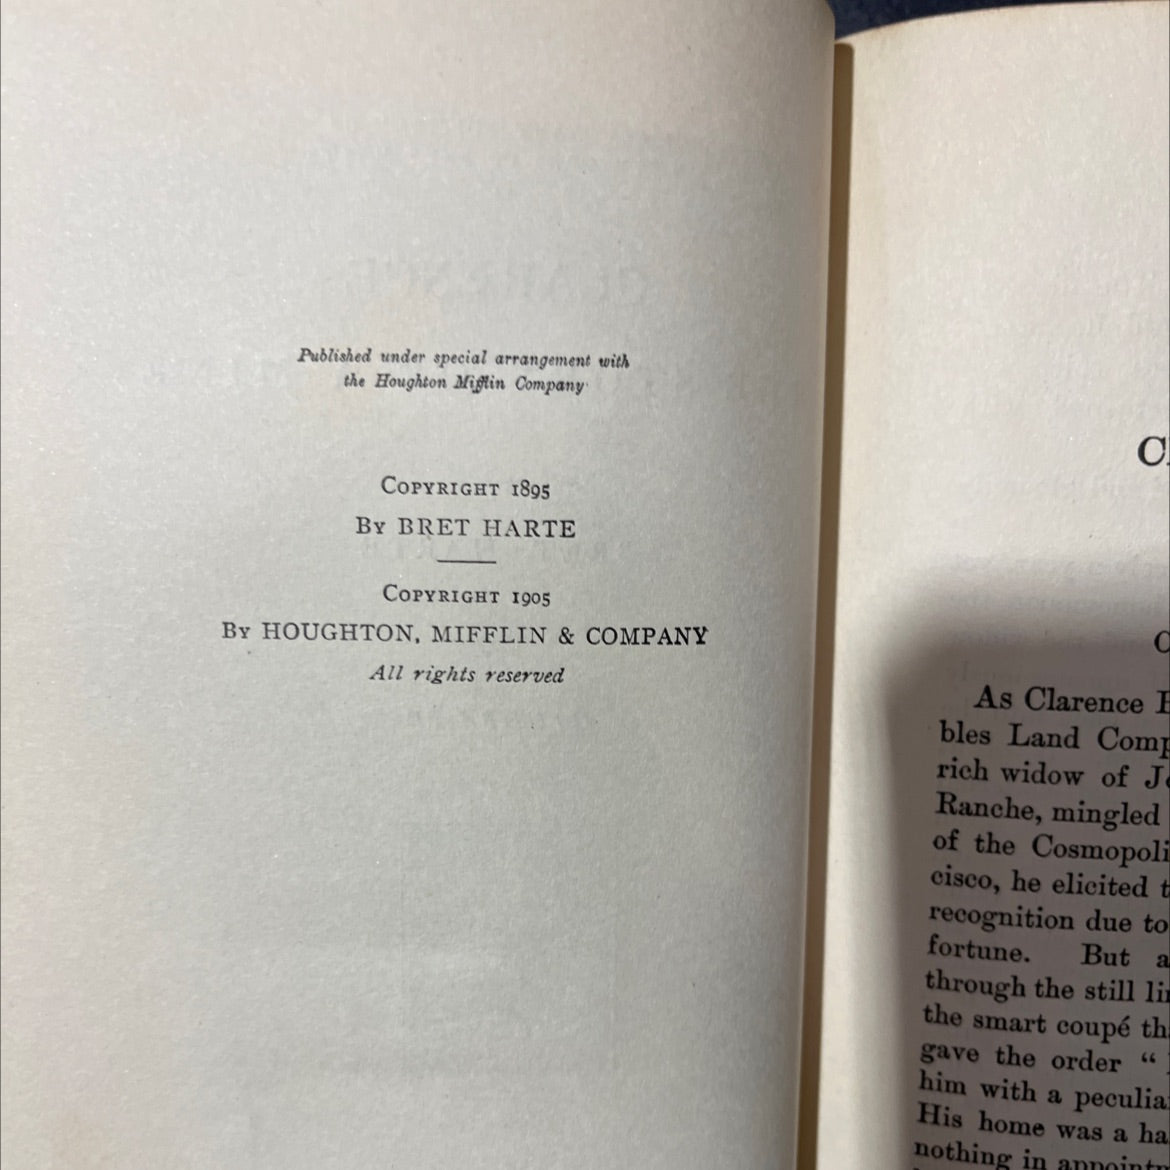 Published under special arrangement with
the Houghton Mifflin Company
COPYRIGHT 1895
BY BRET HARTE
COPYRIGHT 1905
BY HOUGHTON, MIFFLIN & COMPANY
All rights reserved
As Clarence
bles Land
rich widow of
Ranche, mingled
of the
cisco, he elicited
recognition due to
fortune. But
through the still
the smart coupé
gave the order “
him with a
His home was a
nothing in